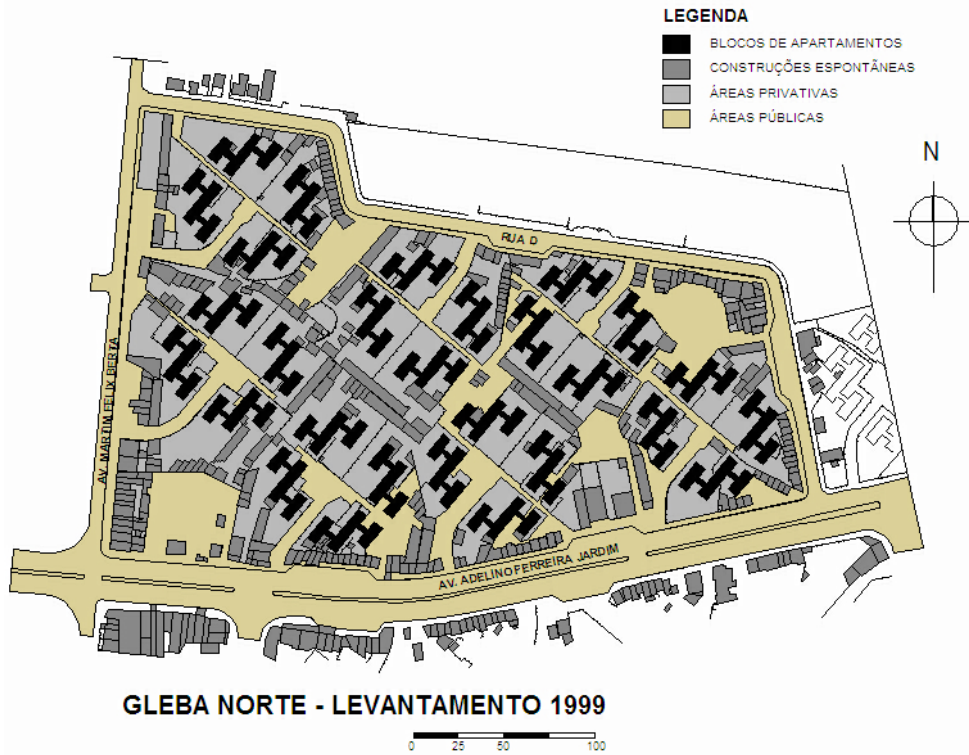 LEGENDA
BLOCOS DE APARTAMENTOS
CONSTRUÇÕES ESPONTÂNEAS
ÁREAS PRIVATIVAS
ÁREAS PÚBLICAS
N
RUA D
AV. MARTIM FELIX BERTA
AV. ADELINO FERREIRA JARDIM
GLEBA NORTE - LEVANTAMENTO 1999
0 25 50 100